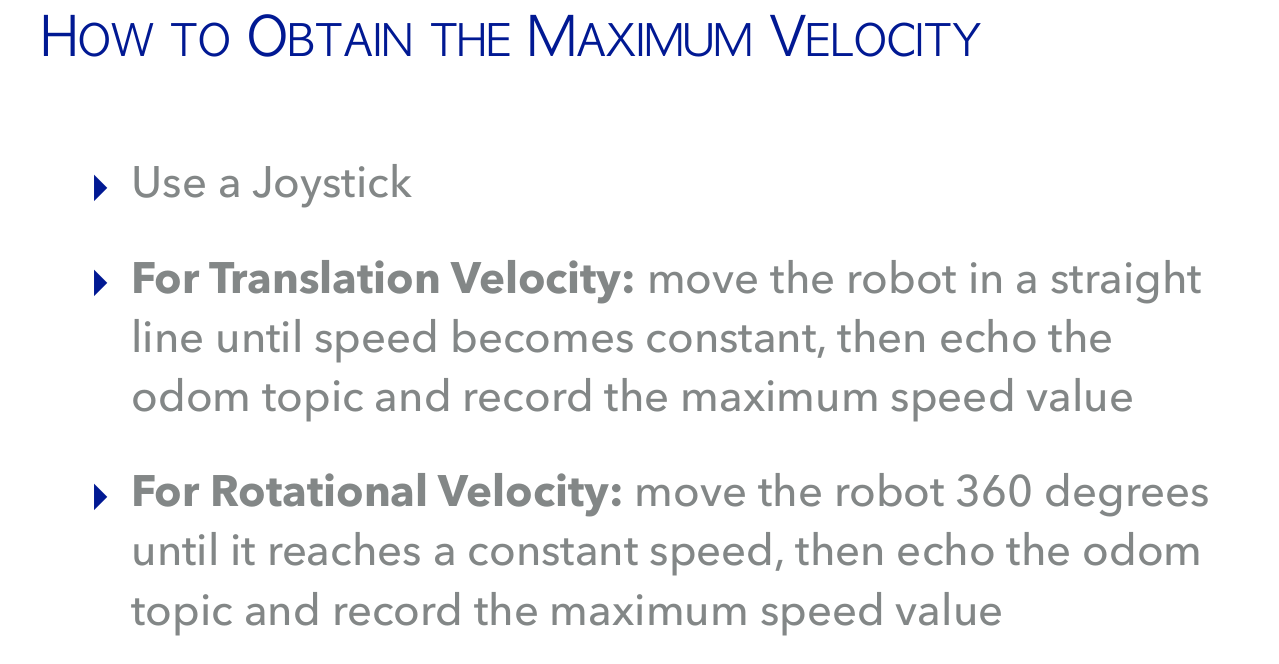 How to Obtain the Maximum Velocity
Use a Joystick
For Translation Velocity: move the robot in a straight
line until speed becomes constant, then echo the
odom topic and record the maximum speed value
For Rotational Velocity: move the robot 360 degrees
until it reaches a constant speed, then echo the odom
topic and record the maximum speed value